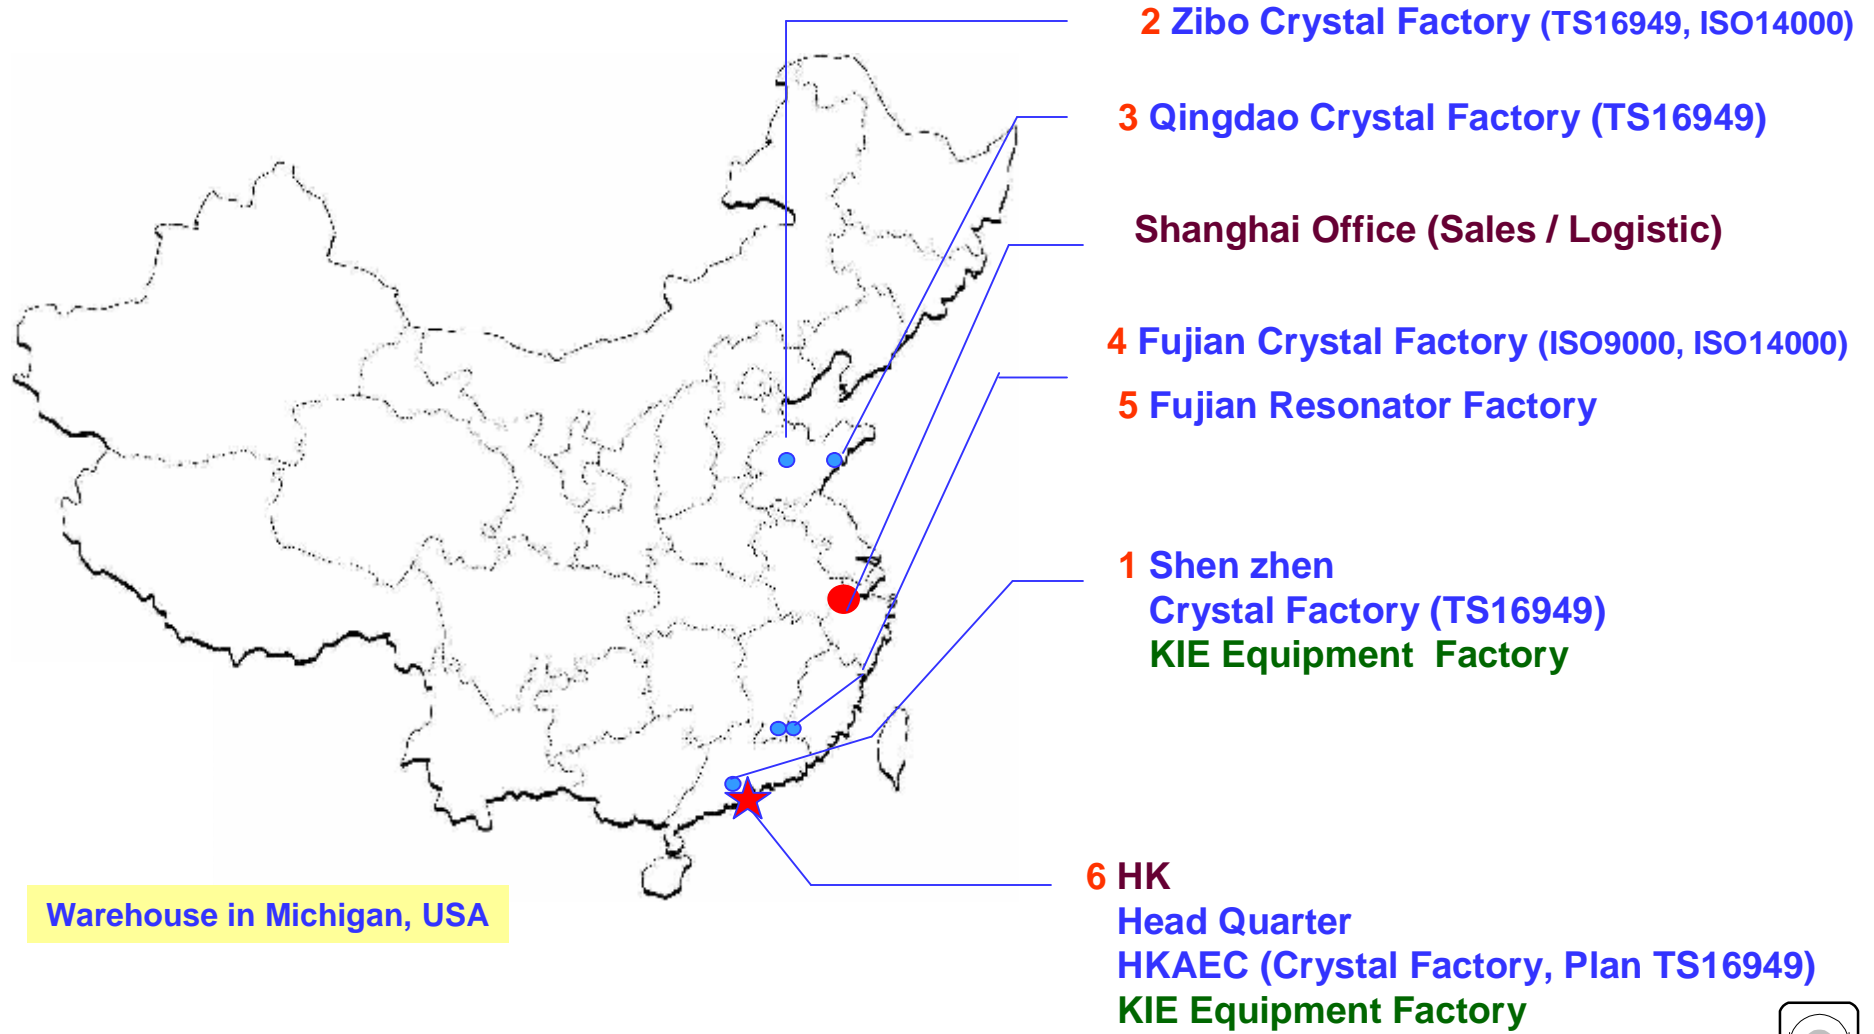 2 Zibo Crystal Factory (TS16949, ISO14000)
3 Qingdao Crystal Factory (TS16949)
Shanghai Office (Sales / Logistic)
4 Fujian Crystal Factory (ISO9000, ISO14000)
5 Fujian Resonator Factory
1 Shen zhen
Crystal Factory (TS16949)
KIE Equipment Factory
6 HK
Head Quarter
HKAEC (Crystal Factory, Plan TS16949)
KIE Equipment Factory
Warehouse in Michigan, USA